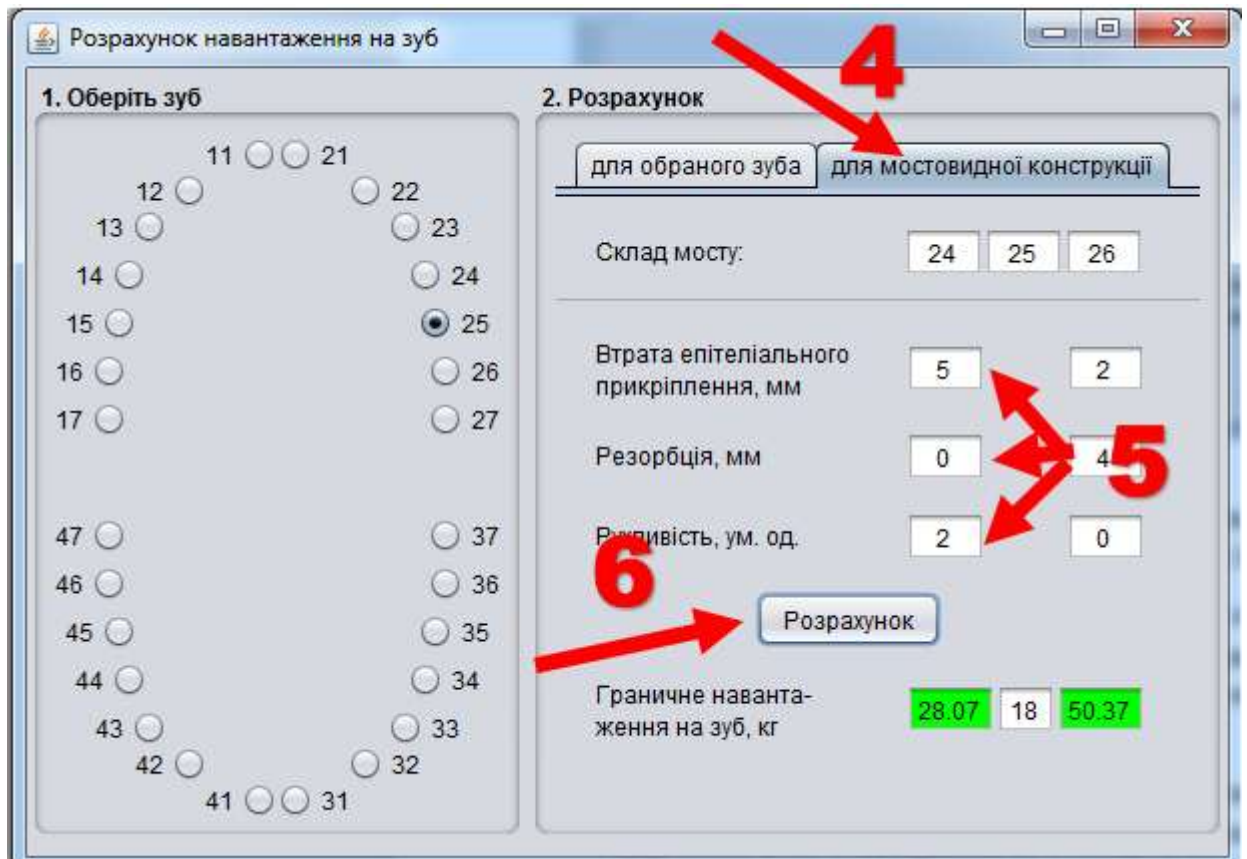 Розрахунок навантаження на зуб
4
1. Оберіть зуб
2. Розрахунок
11 21
12 22
13 23
14 24
15 25
16 26
17 27
47 37
46 36
45 35
44 34
43 33
42 32
41 31
для обраного зуба для мостовидної конструкції
Склад мосту: 24 25 26
Втрата епітеліального
прикріплення, мм 5 2
Резорбція, мм 0 4
5
Рухливість, ум. од. 2 0
6
Розрахунок
Граничне наванта-
ження на зуб, кг 28.07 18 50.37